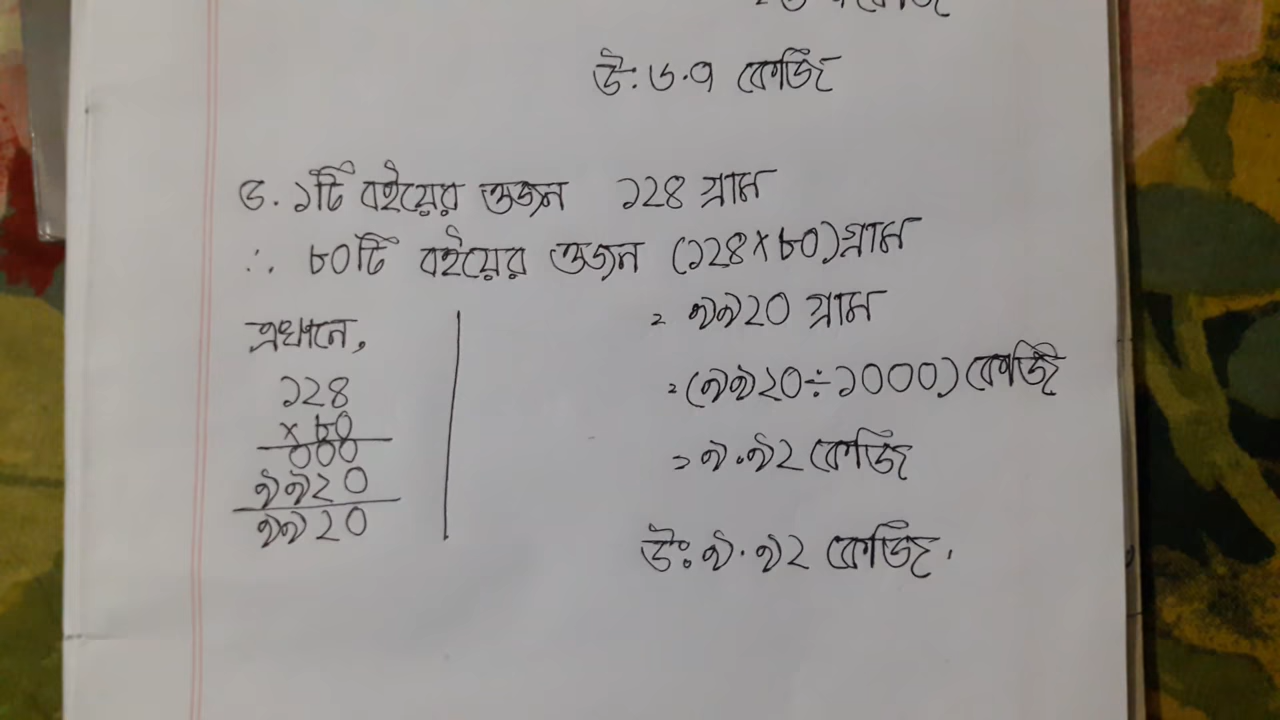 উ: ৬.৭ কেজি
৩. ১টি বইয়ের ওজন ১২৪ গ্রাম
∴ ৮০টি বইয়ের ওজন (১২৪×৮০) গ্রাম
= ৯৯২০ গ্রাম
= (৯৯২০÷১০০০) কেজি
= ৯.৯২ কেজি
উঃ ৯.৯২ কেজি.
এখানে,
১২৪
× ৮০
০০০
৯৯২০
৯৯২০